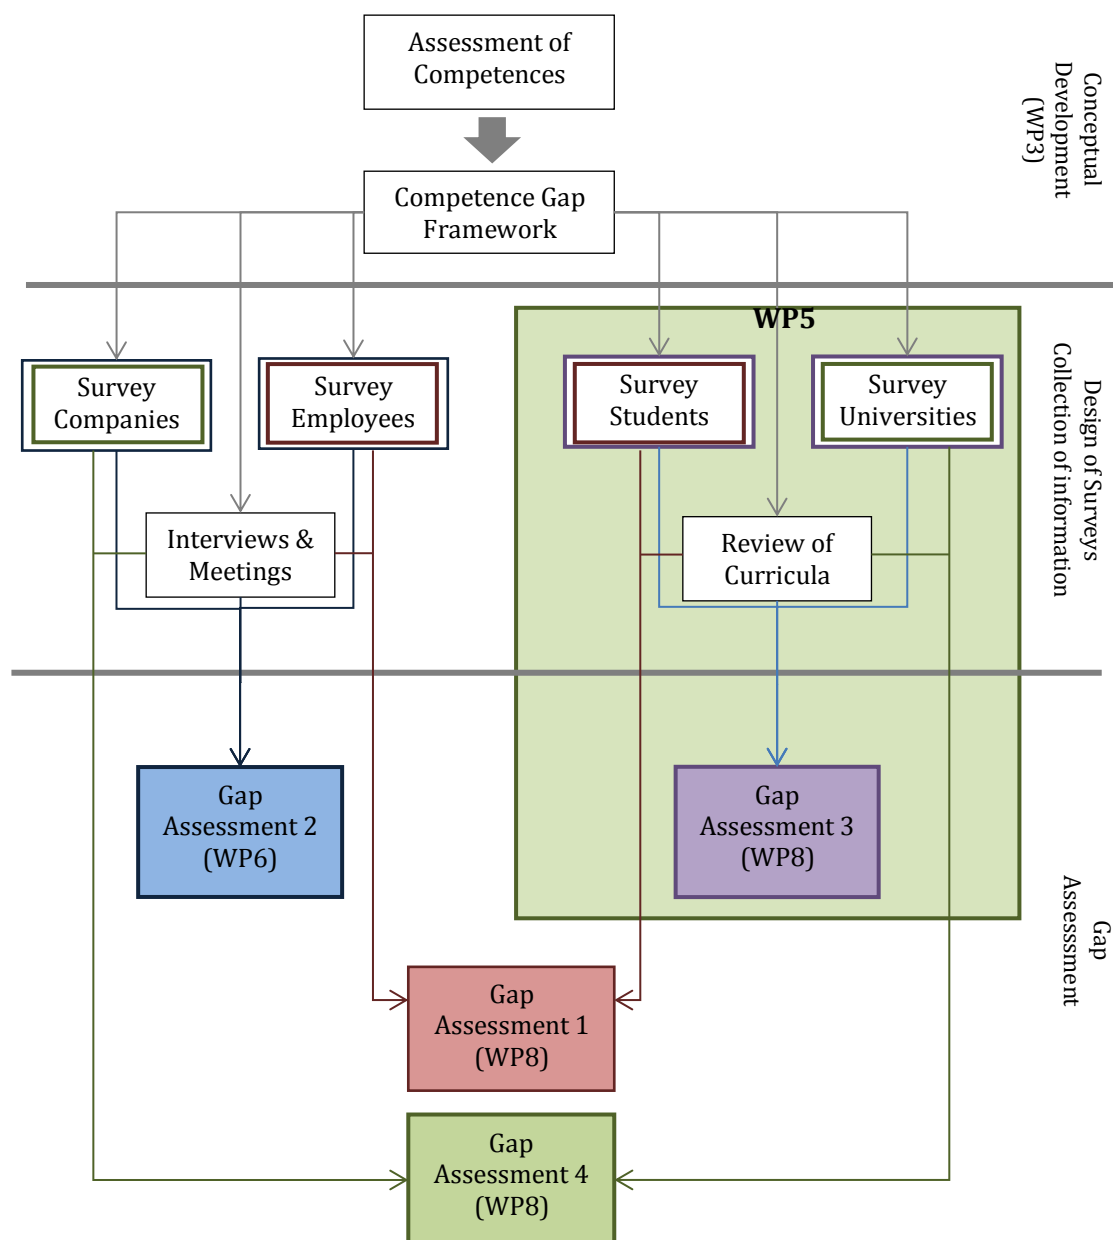 Assessment of
Competences
Conceptual
Development
(WP3)
Competence Gap
Framework
WP5
Survey
Companies
Survey
Employees
Survey
Students
Survey
Universities
Design of Surveys
Collection of information
Interviews &
Meetings
Review of
Curricula
Gap
Assessment 2
(WP6)
Gap
Assessment 3
(WP8)
Gap
Assesssment
Gap
Assessment 1
(WP8)
Gap
Assessment 4
(WP8)